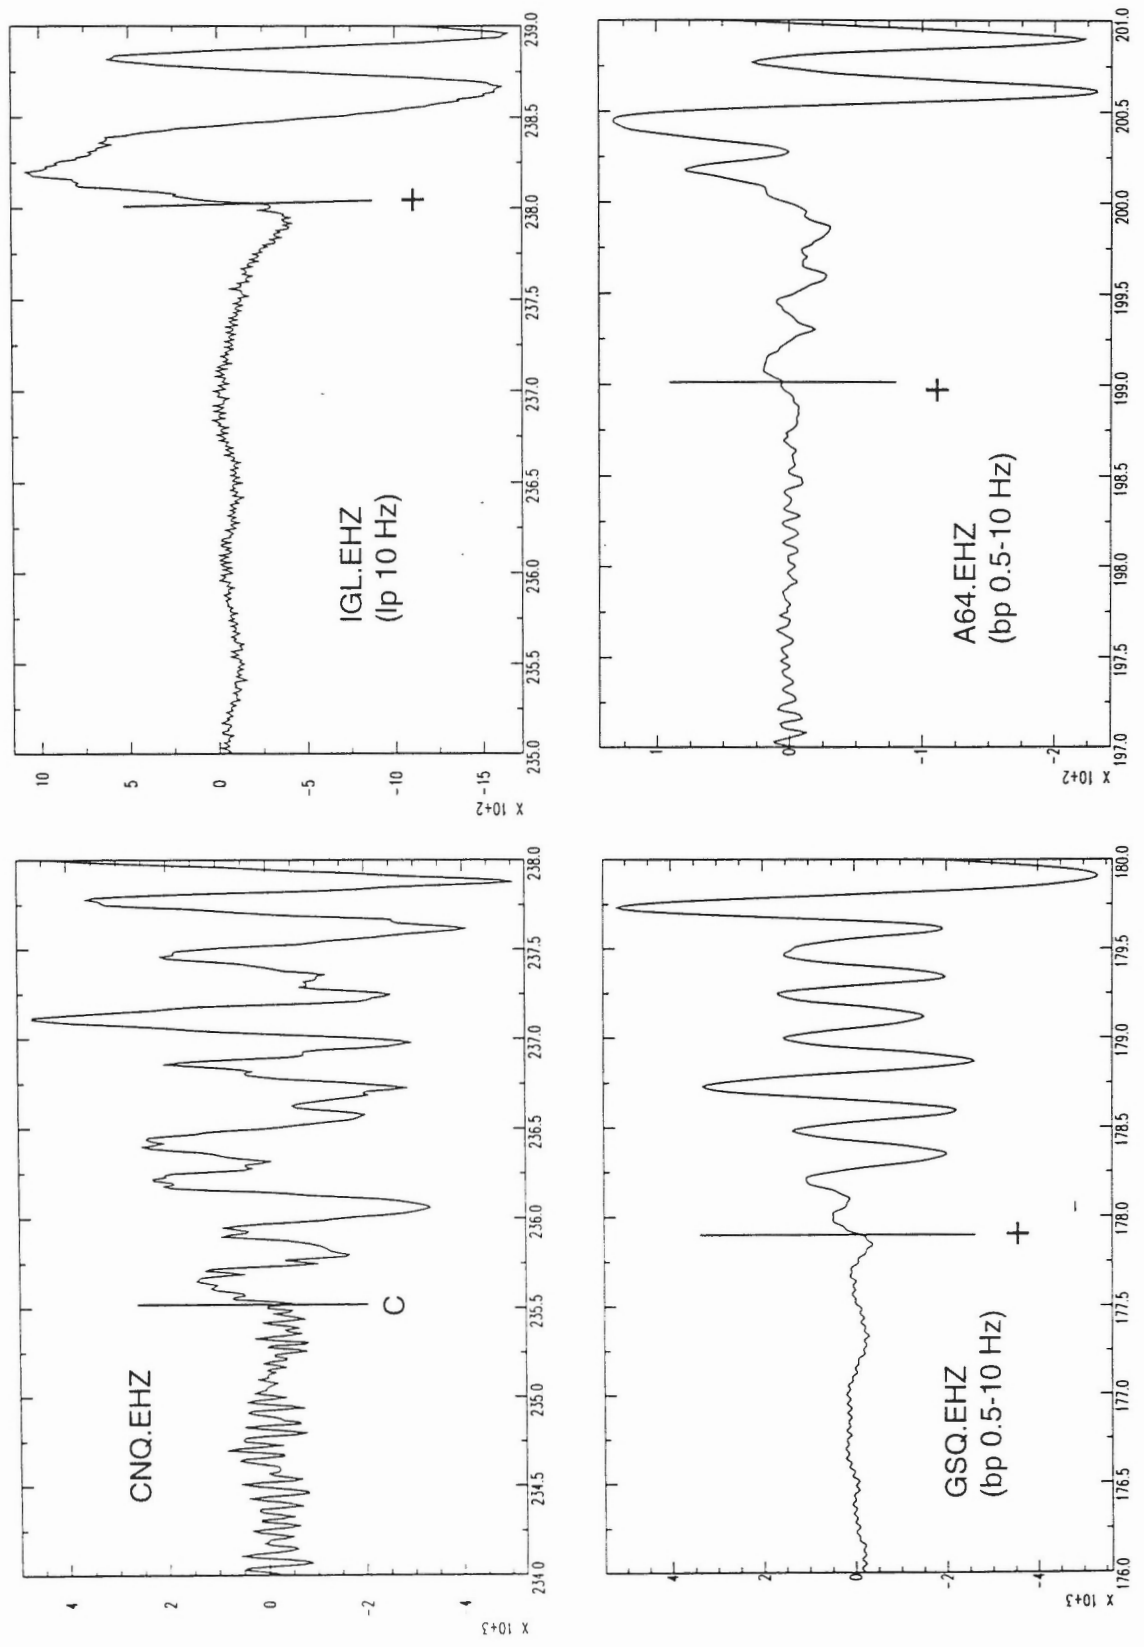 CNQ.EHZ
4
2
0
-2
-4
X 10+3
C
234.0 234.5 235.0 235.5 236.0 236.5 237.0 237.5 238.0
IGL.EHZ
(lp 10 Hz)
10
5
0
-5
-10
-15
X 10+2
+
235.0 235.5 236.0 236.5 237.0 237.5 238.0 238.5 239.0
GSQ.EHZ
(bp 0.5-10 Hz)
4
2
0
-2
-4
X 10+3
+
176.0 176.5 177.0 177.5 178.0 178.5 179.0 179.5 180.0
A64.EHZ
(bp 0.5-10 Hz)
1
0
-1
-2
X 10+2
+
197.0 197.5 198.0 198.5 199.0 199.5 200.0 200.5 201.0